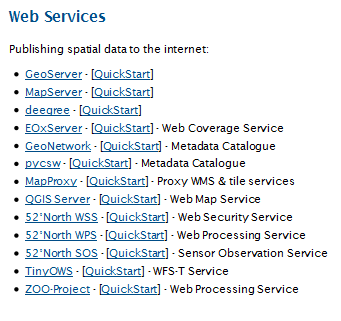 Web Services
Publishing spatial data to the internet:
• GeoServer - [QuickStart]
• MapServer - [QuickStart]
• deegree - [QuickStart]
• EOxServer - [QuickStart] - Web Coverage Service
• GeoNetwork - [QuickStart] - Metadata Catalogue
• pycsw - [QuickStart] - Metadata Catalogue
• MapProxy - [QuickStart] - Proxy WMS & tile services
• QGIS Server - [QuickStart] - Web Map Service
• 52°North WSS - [QuickStart] - Web Security Service
• 52°North WPS - [QuickStart] - Web Processing Service
• 52°North SOS - [QuickStart] - Sensor Observation Service
• TinyOWS - [QuickStart] - WFS-T Service
• ZOO-Project - [QuickStart] - Web Processing Service